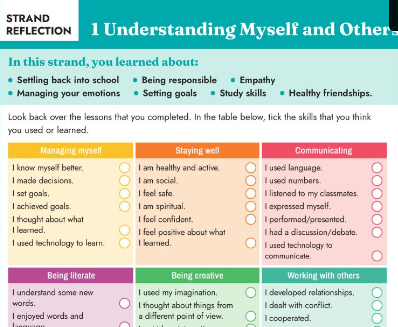 STRAND
REFLECTION
1 Understanding Myself and Others
In this strand, you learned about:
• Settling back into school • Being responsible • Empathy
• Managing your emotions • Setting goals • Study skills • Healthy friendships.
Look back over the lessons that you completed. In the table below, tick the skills that you think
you used or learned.
Managing myself
I know myself better.
I made decisions.
I set goals.
I achieved goals.
I thought about what
I learned.
I used technology to learn.
Staying well
I am healthy and active.
I am social.
I feel safe.
I am spiritual.
I feel confident.
I feel positive about what
I learned.
Communicating
I used language.
I used numbers.
I listened to my classmates.
I expressed myself.
I performed/presented.
I had a discussion/debate.
I used technology to
communicate.
Being literate
I understand some new
words.
I enjoyed words and
Being creative
I used my imagination.
I thought about things from
a different point of view.
Working with others
I developed relationships.
I dealt with conflict.
I cooperated.